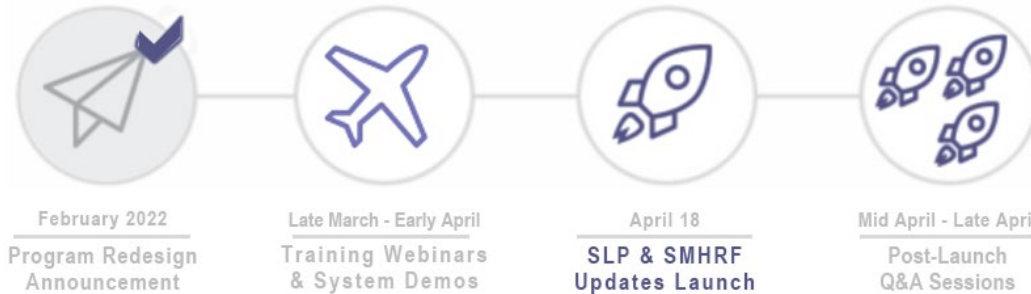 February 2022
Program Redesign
Announcement
Late March - Early April
Training Webinars
& System Demos
April 18
SLP & SMHRF
Updates Launch
Mid April - Late Apri
Post-Launch
Q&A Sessions